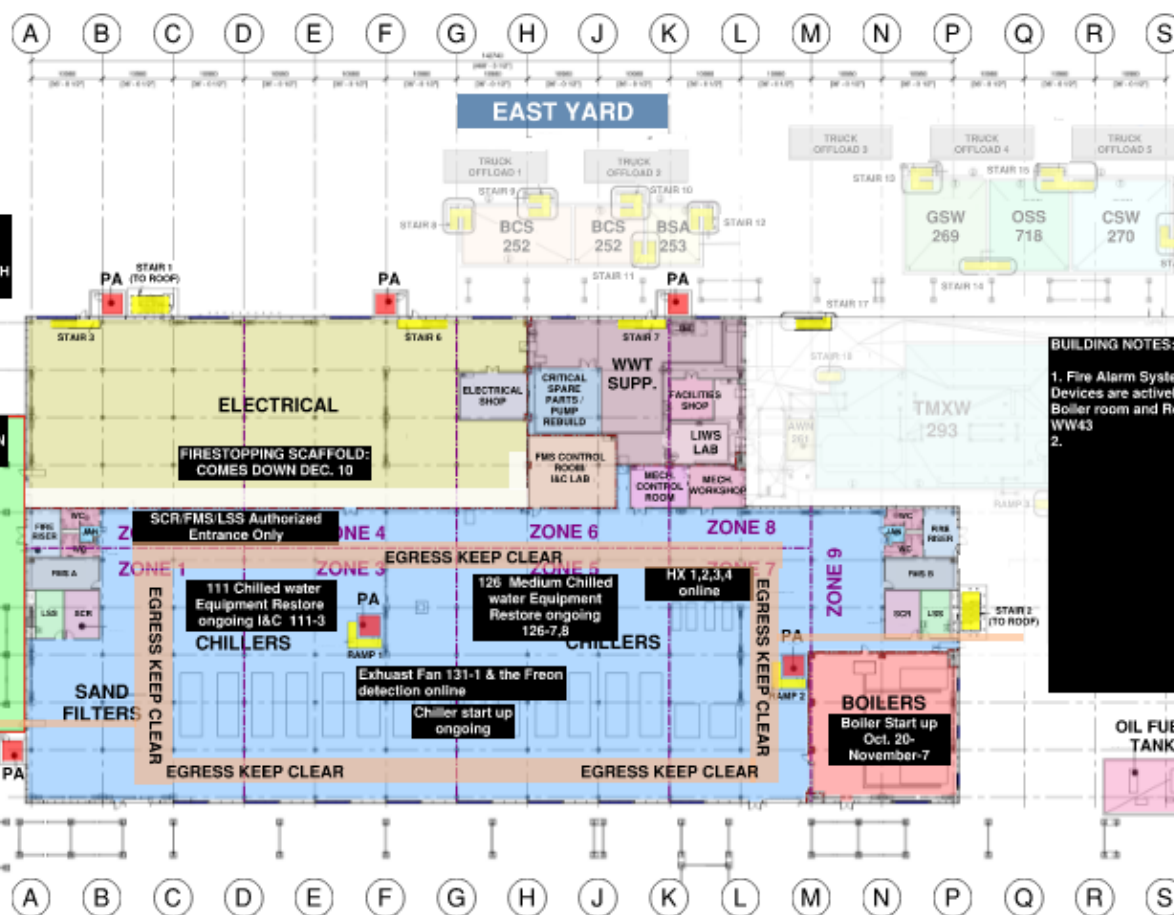 A B C D E F G H J K L M N P Q R S
EAST YARD
TRUCK OFFLOAD 1
TRUCK OFFLOAD 2
TRUCK OFFLOAD 3
TRUCK OFFLOAD 4
TRUCK OFFLOAD 5
STAIR 8
STAIR 9
STAIR 10
STAIR 12
STAIR 13
STAIR 15
BCS
252
BCS
252
BSA
253
GSW
269
OSS
718
CSW
270
STAIR 11
STAIR 14
H
PA
STAIR 1
(TO ROOF)
PA
PA
STAIR 17
STAIR 3
STAIR 6
STAIR 7
ELECTRICAL
ELECTRICAL
SHOP
CRITICAL
SPARE
PARTS /
PUMP
REBUILD
WWT
SUPP.
FACILITIES
SHOP
LIWS
LAB
FMS CONTROL
ROOM/
I&C LAB
MECH.
CONTROL
ROOM
MECH.
WORKSHOP
TMXW
293
AWN
261
BUILDING NOTES:
1. Fire Alarm Syste
Devices are activel
Boiler room and R
WW43
2.
N
FIRESTOPPING SCAFFOLD:
COMES DOWN DEC. 10
SCR/FMS/LSS Authorized
Entrance Only
FIRE
RISER
WC
JAN
WC
FMS A
LSS
SCR
ZONE 4
ZONE 6
ZONE 8
EGRESS KEEP CLEAR
ZONE 1
ZONE 3
ZONE 5
ZONE 7
ZONE 9
WC
JAN
WC
FIRE
RISER
FMS B
SCR
LSS
STAIR 2
(TO ROOF)
RAMP 3
111 Chilled water
Equipment Restore
ongoing I&C 111-3
PA
RAMP 1
126 Medium Chilled
water Equipment
Restore ongoing
126-7,8
HX 1,2,3,4
online
CHILLERS
CHILLERS
EGRESS KEEP CLEAR
EGRESS KEEP CLEAR
PA
RAMP 2
Exhuast Fan 131-1 & the Freon
detection online
Chiller start up
ongoing
SAND
FILTERS
BOILERS
Boiler Start up
Oct. 20-
November-7
EGRESS KEEP CLEAR
EGRESS KEEP CLEAR
PA
OIL FUE
TANK
A B C D E F G H J K L M N P Q R S